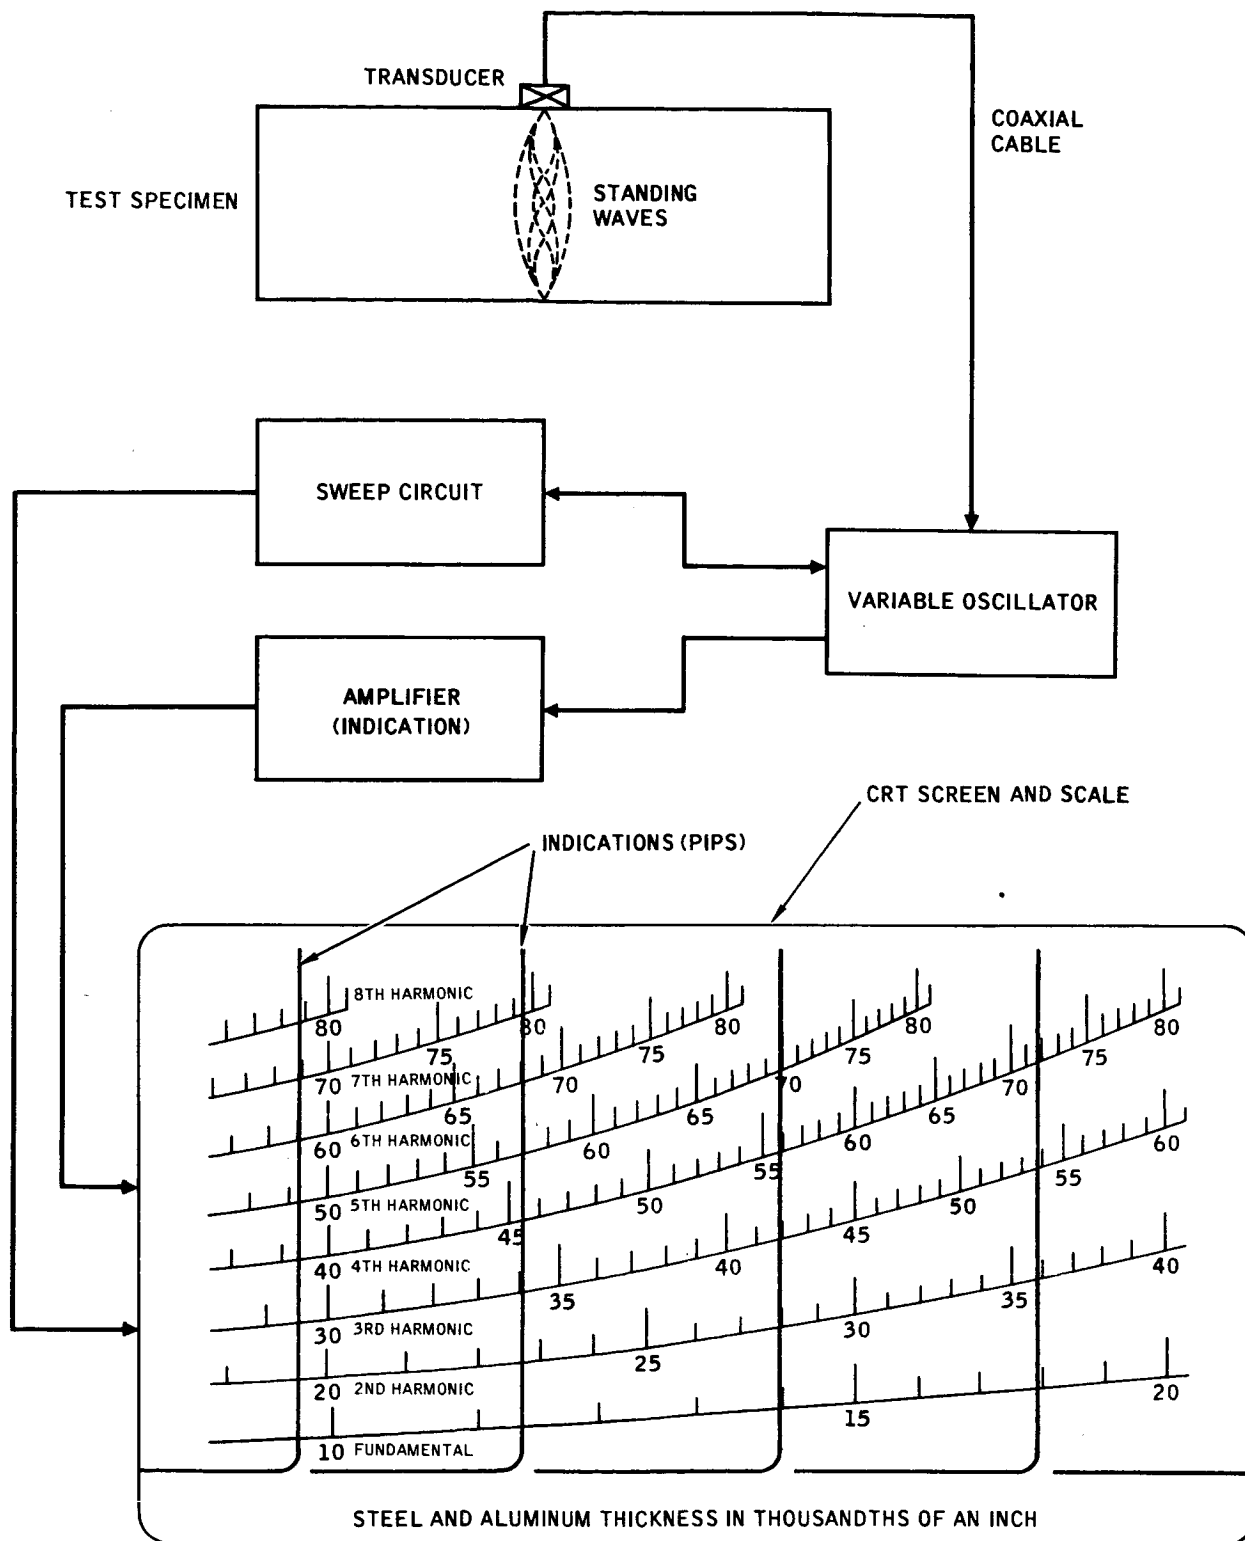 TRANSDUCER
COAXIAL
CABLE
TEST SPECIMEN
STANDING
WAVES
SWEEP CIRCUIT
VARIABLE OSCILLATOR
AMPLIFIER
(INDICATION)
CRT SCREEN AND SCALE
INDICATIONS (PIPS)
80 8TH HARMONIC
70 7TH HARMONIC 75 80
60 6TH HARMONIC 65 70 75 80
50 5TH HARMONIC 55 60 65 70 75 80
40 4TH HARMONIC 45 50 55 60 65 70 75 80
30 3RD HARMONIC 35 40 45 50 55 60
20 2ND HARMONIC 25 30 35 40
10 FUNDAMENTAL 15 20
STEEL AND ALUMINUM THICKNESS IN THOUSANDTHS OF AN INCH